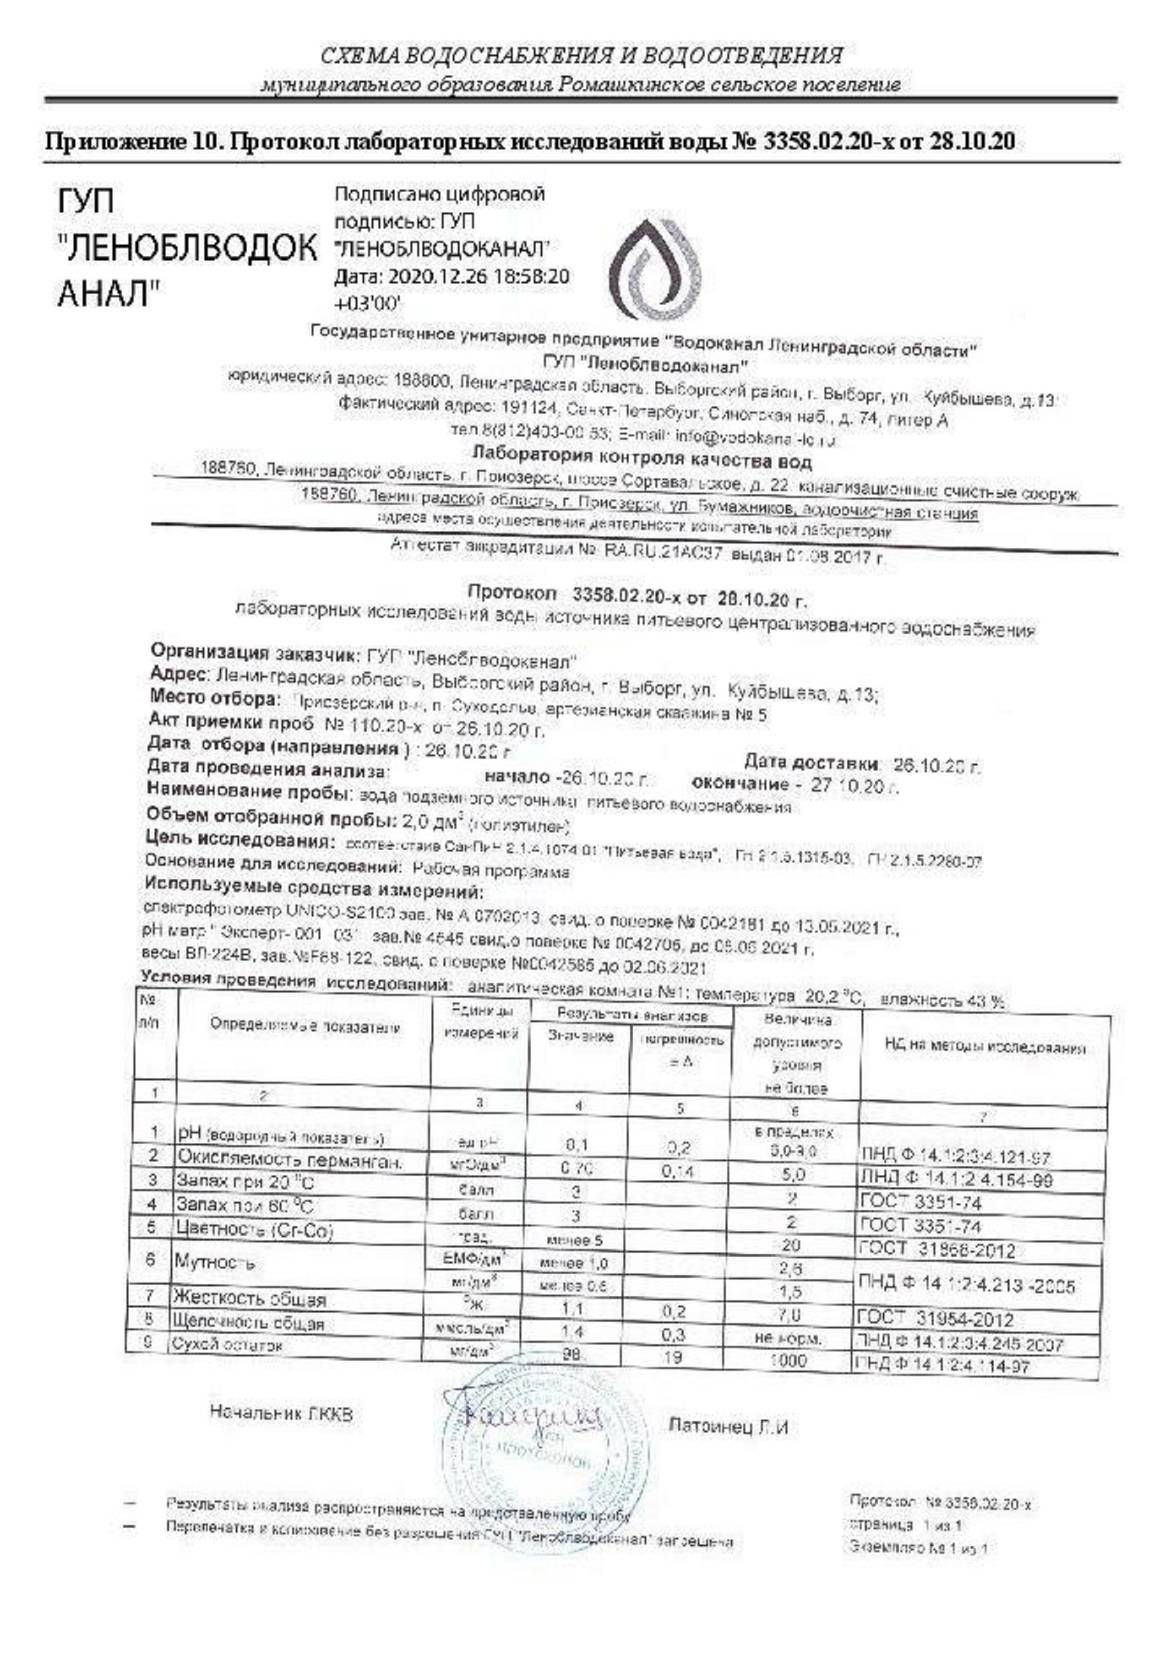 СХЕМА ВОДОСНАБЖЕНИЯ И ВОДООТВЕДЕНИЯ
муниципального образования Ромашкинское сельское поселение
Приложение 10. Протокол лабораторных исследований воды № 3358.02.20-х от 28.10.20
ГУП
"ЛЕНОБЛВОДОК
АНАЛ"
Подписано цифровой
подписью: ГУП
"ЛЕНОБЛВОДОКАНАЛ"
Дата: 2020.12.26 18:58:20
+03'00'
Государственное унитарное предприятие "Водоканал Ленинградской области"
ГУП "Леноблводоканал"
юридический адрес: 188800, Ленинградская область, Выборгский район, г. Выборг, ул. Куйбышева, д.13;
фактический адрес: 191124, Санкт-Петербург, Синопская наб., д. 74, литер А
тел 8(812)403-00-53; E-mail: info@vodokanal-lo.ru
Лаборатория контроля качества вод
188760, Ленинградской область, г. Приозерск, шоссе Сортавальское, д. 22 канализационные очистные сооруж.
188760, Ленинградской область, г. Приозерск, ул. Бумажников, водоочистная станция
адреса места осуществления деятельности испытательной лаборатории
Аттестат аккредитации № RA.RU.21АС37 выдан 01.08.2017 г.
Протокол 3358.02.20-х от 28.10.20 г.
лабораторных исследований воды источника питьевого централизованного водоснабжения
Организация заказчик: ГУП "Леноблводоканал"
Адрес: Ленинградская область, Выборгский район, г. Выборг, ул. Куйбышева, д.13;
Место отбора: Приозерский р-н, п. Суходолье, артезианская скважина № 5
Акт приемки проб № 110.20-х от 26.10.20 г.
Дата отбора (направления) : 26.10.20 г Дата доставки 26.10.20 г.
Дата проведения анализа: начало -26.10.20 г. окончание - 27.10.20 г.
Наименование пробы: вода подземного источника питьевого водоснабжения
Объем отобранной пробы: 2,0 дм³ (полиэтилен)
Цель исследования: соответствие СанПиН 2.1.4.1074-01 "Питьевая вода", ГН 2.1.5.1315-03, ГН 2.1.5.2280-07
Основание для исследований: Рабочая программа
Используемые средства измерений:
спектрофотометр UNICO-S2100 зав. № А 0702013, свид. о поверке № 0042181 до 13.05.2021 г.,
рН метр " Эксперт- 001 зав.№ 4545 свид.о поверке № 0042705, до 2021 г,
весы ВЛ-224В, зав.№F88-122, свид. о поверке №0042585 до 02.06.2021
Условия проведения исследований: аналитическая комната №1: температура 20,2 °С, влажность 43 %
№ п/п Определяемые показатели Единицы измерений Результаты анализов Значение погрешность ± Δ Величина допустимого уровня не более НД на методы исследования
1 2 3 4 5 6 7
1 рН (водородный показатель) ед рН 8,1 0,2 в пределах 6,0-9,0 ПНД Ф 14.1:2:3:4.121-97
2 Окисляемость перманган. мгО/дм³ 0,70 0,14 5,0 ПНД Ф 14.1:2:4.154-99
3 Запах при 20 °С балл 3 2 ГОСТ 3351-74
4 Запах при 60 °С балл 3 2 ГОСТ 3351-74
5 Цветность (Cr-Co) град. менее 5 20 ГОСТ 31868-2012
6 Мутность ЕМФ/дм³ менее 1,0 2,6 ПНД Ф 14.1:2:4.213 -2005
мг/дм³ менее 0,6 1,5
7 Жесткость общая °Ж 1,1 0,2 7,0 ГОСТ 31954-2012
8 Щелочность общая ммоль/дм³ 1,4 0,3 не норм. ПНД Ф 14.1:2:3:4.245-2007
9 Сухой остаток мг/дм³ 98 19 1000 ПНД Ф 14.1:2:4.114-97
Начальник ЛККВ Патринец Л.И
— Результаты анализа распространяются на представленную пробу
— Перепечатка и копирование без разрешения ГУП "Леноблводоканал" запрещена
Протокол № 3358.02.20-х
страница 1 из 1
Экземпляр № 1 из 1